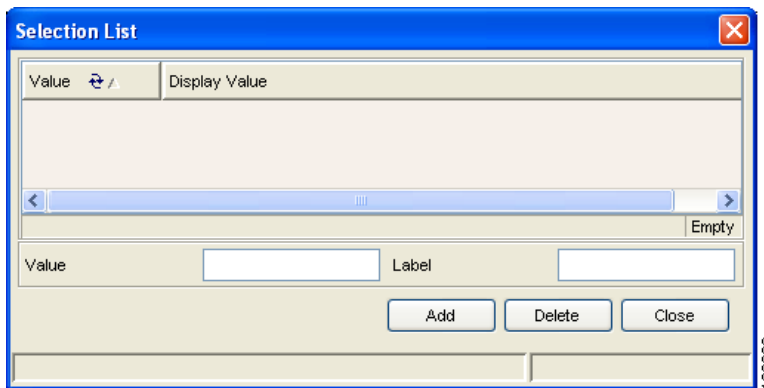 Selection List
Value Display Value
Empty
Value Label
Add Delete Close